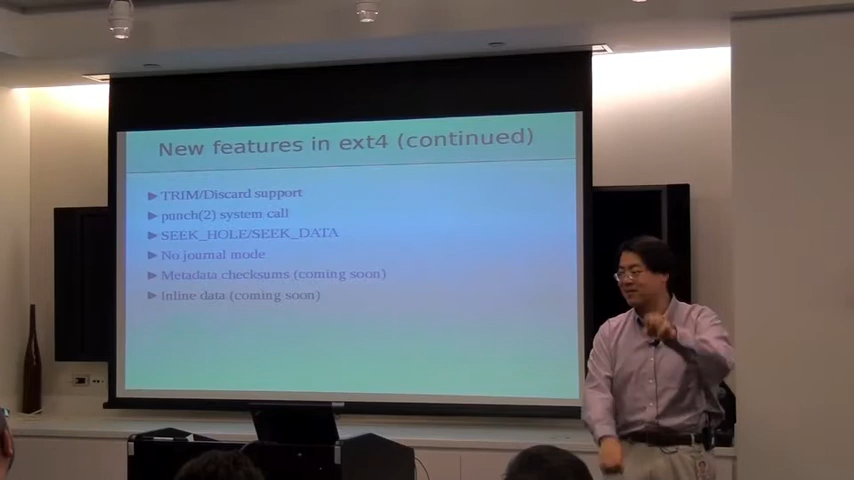 New features in ext4 (continued)
TRIM/Discard support
punch(2) system call
SEEK_HOLE/SEEK_DATA
No journal mode
Metadata checksums (coming soon)
Inline data (coming soon)